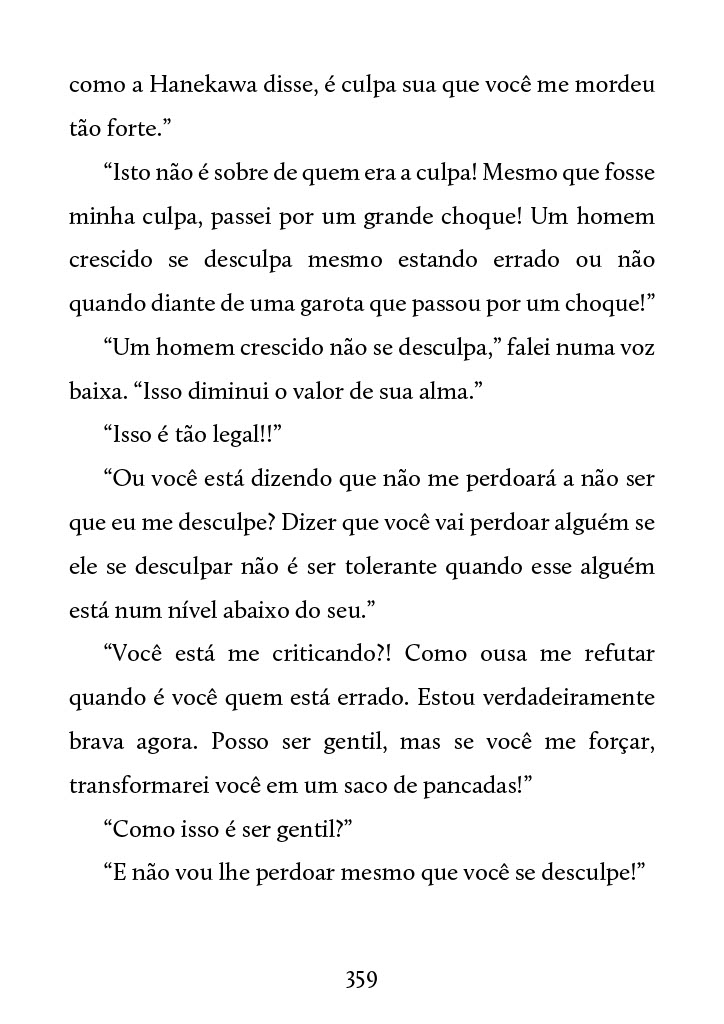 como a Hanekawa disse, é culpa sua que você me mordeu
tão forte.”
“Isto não é sobre de quem era a culpa! Mesmo que fosse
minha culpa, passei por um grande choque! Um homem
crescido se desculpa mesmo estando errado ou não
quando diante de uma garota que passou por um choque!”
“Um homem crescido não se desculpa,” falei numa voz
baixa. “Isso diminui o valor de sua alma.”
“Isso é tão legal!!”
“Ou você está dizendo que não me perdoará a não ser
que eu me desculpe? Dizer que você vai perdoar alguém se
ele se desculpar não é ser tolerante quando esse alguém
está num nível abaixo do seu.”
“Você está me criticando?! Como ousa me refutar
quando é você quem está errado. Estou verdadeiramente
brava agora. Posso ser gentil, mas se você me forçar,
transformarei você em um saco de pancadas!”
“Como isso é ser gentil?”
“E não vou lhe perdoar mesmo que você se desculpe!”
359